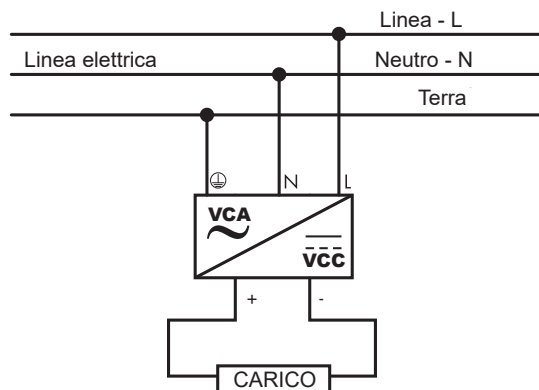 Linea - L
Linea elettrica
Neutro - N
Terra
N
L
VCA
VCC
+
-
CARICO